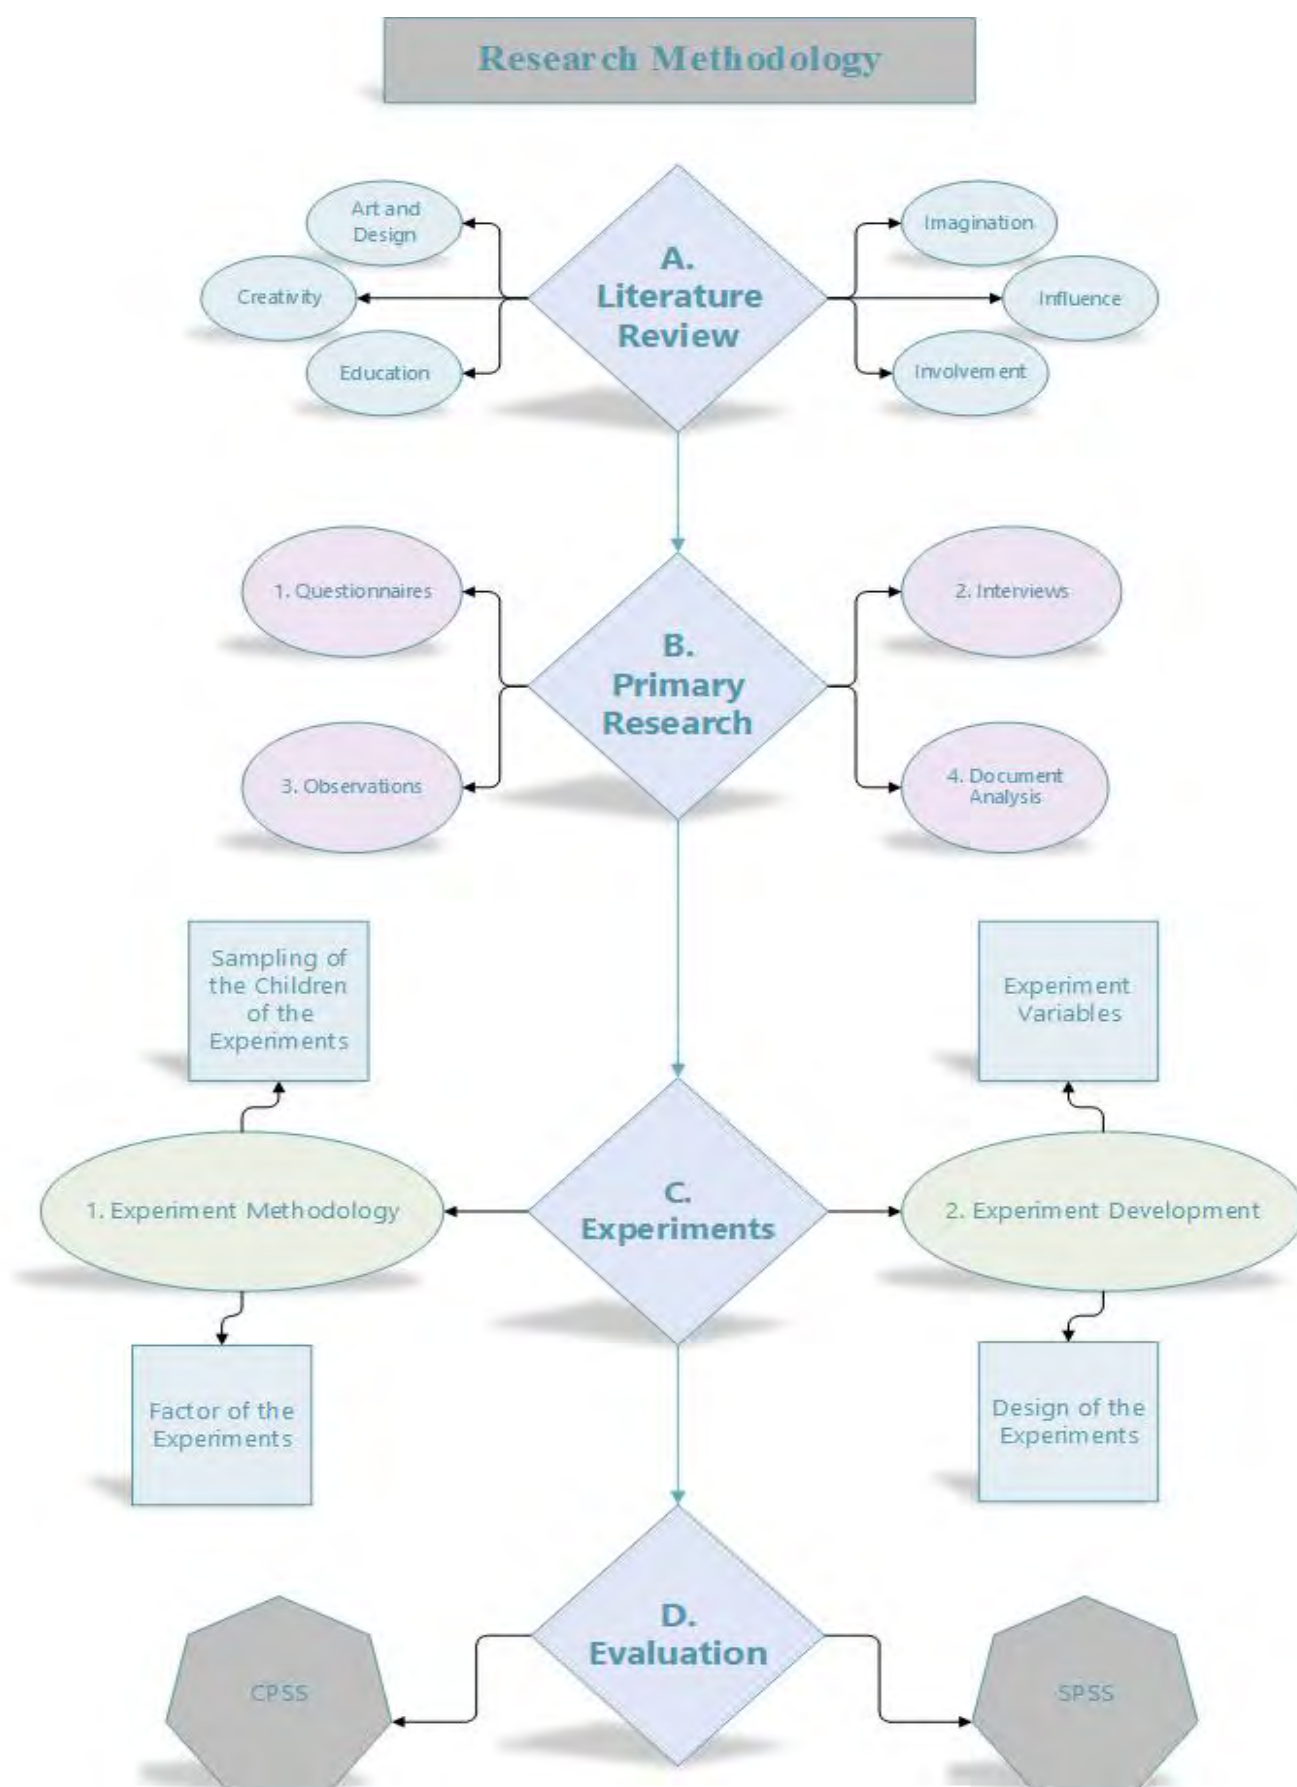 Research Methodology
Art and
Design
Creativity
Education
A.
Literature
Review
Imagination
Influence
Involvement
1. Questionnaires
3. Observations
B.
Primary
Research
2. Interviews
4. Document
Analysis
Sampling of
the Children
of the
Experiments
Experiment
Variables
1. Experiment Methodology
C.
Experiments
2. Experiment Development
Factor of the
Experiments
Design of the
Experiments
D.
Evaluation
CPSS
SPSS